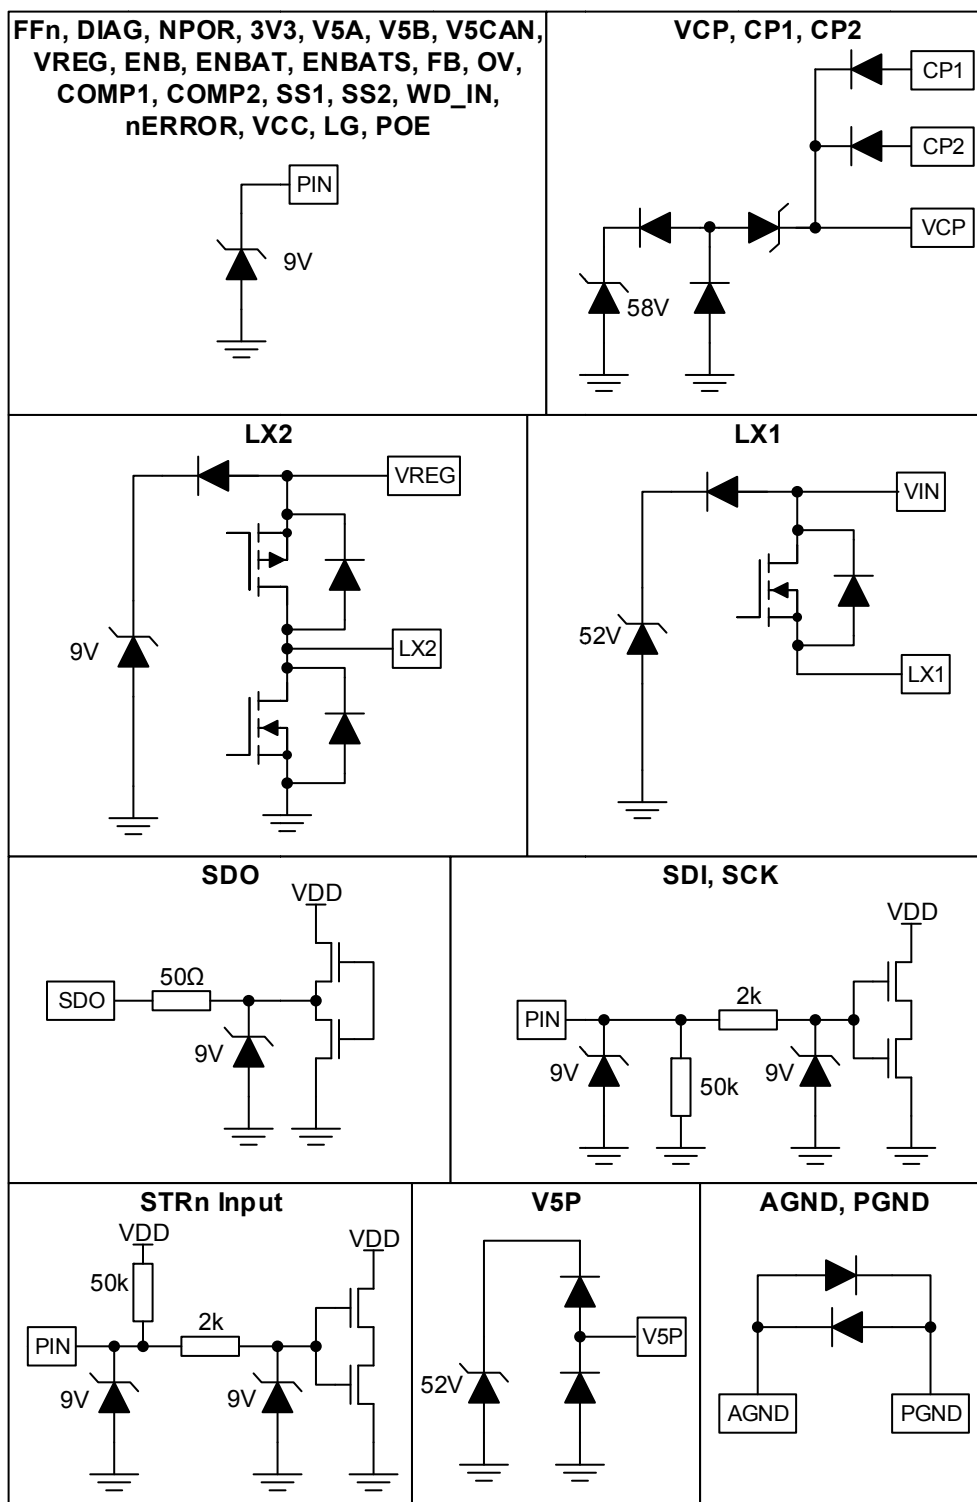 FFn, DIAG, NPOR, 3V3, V5A, V5B, V5CAN,
VREG, ENB, ENBAT, ENBATS, FB, OV,
COMP1, COMP2, SS1, SS2, WD_IN,
nERROR, VCC, LG, POE
PIN
9V
VCP, CP1, CP2
CP1
CP2
VCP
58V
LX2
VREG
LX2
9V
LX1
VIN
52V
LX1
SDO
VDD
50Ω
SDO
9V
SDI, SCK
VDD
2k
PIN
9V
50k
9V
STRn Input
VDD
VDD
50k
2k
PIN
9V
9V
V5P
V5P
52V
AGND, PGND
AGND
PGND